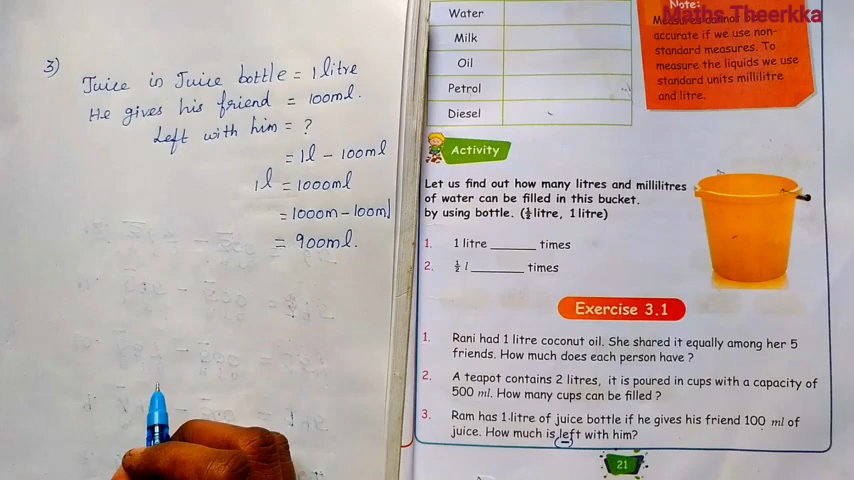 3)
Juice in Juice bottle = 1 litre
He gives his friend = 100ml.
Left with him = ?
= 1l - 100ml
1l = 1000ml
= 1000m - 100ml
= 900ml.
Water
Milk
Oil
Petrol
Diesel
Note:
Maths Theerkka
Measures cannot be
accurate if we use non-
standard measures. To
measure the liquids we use
standard units millilitre
and litre.
Activity
Let us find out how many litres and millilitres
of water can be filled in this bucket.
by using bottle. (½ litre, 1 litre)
1. 1 litre ______ times
2. ½ l ______ times
Exercise 3.1
1. Rani had 1 litre coconut oil. She shared it equally among her 5
friends. How much does each person have ?
2. A teapot contains 2 litres, it is poured in cups with a capacity of
500 ml. How many cups can be filled ?
3. Ram has 1 litre of juice bottle if he gives his friend 100 ml of
juice. How much is left with him?
(-)
21